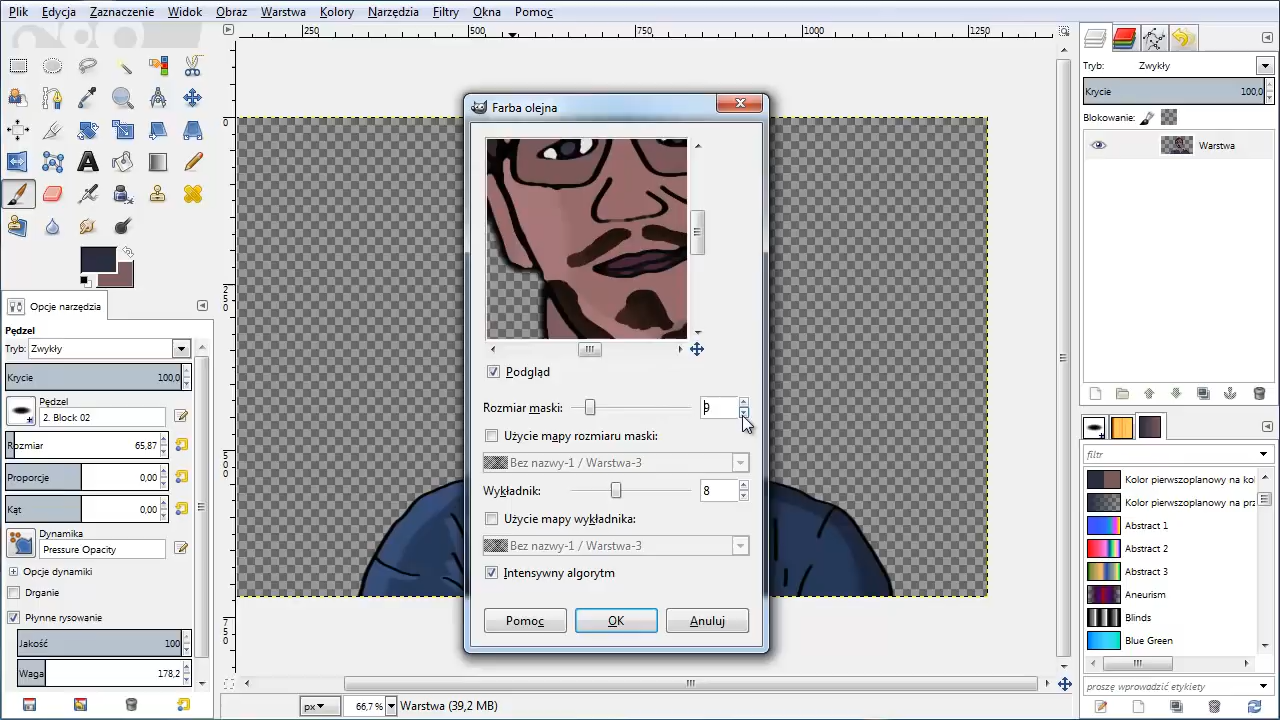 Plik Edycja Zaznaczenie Widok Obraz Warstwa Kolory Narzędzia Filtry Okna Pomoc
250 500 750 1000 1250
0
250
500
750
Opcje narzędzia
Pędzel
Tryb: Zwykły
Krycie 100,0
Pędzel
2. Block 02
Rozmiar 65,87
Proporcje 0,00
Kąt 0,00
Dynamika
Pressure Opacity
Opcje dynamiki
Drganie
Płynne rysowanie
Jakość 100
Waga 178,2
Farba olejna
Podgląd
Rozmiar maski: 9
Użycie mapy rozmiaru maski:
Bez nazwy-1 / Warstwa-3
Wykładnik: 8
Użycie mapy wykładnika:
Bez nazwy-1 / Warstwa-3
Intensywny algorytm
Pomoc OK Anuluj
px 66,7 % Warstwa (39,2 MB)
Tryb: Zwykły
Krycie 100,0
Blokowanie:
Warstwa
filtr
Kolor pierwszoplanowy na ko
Kolor pierwszoplanowy na prz
Abstract 1
Abstract 2
Abstract 3
Aneurism
Blinds
Blue Green
proszę wprowadzić etykiety